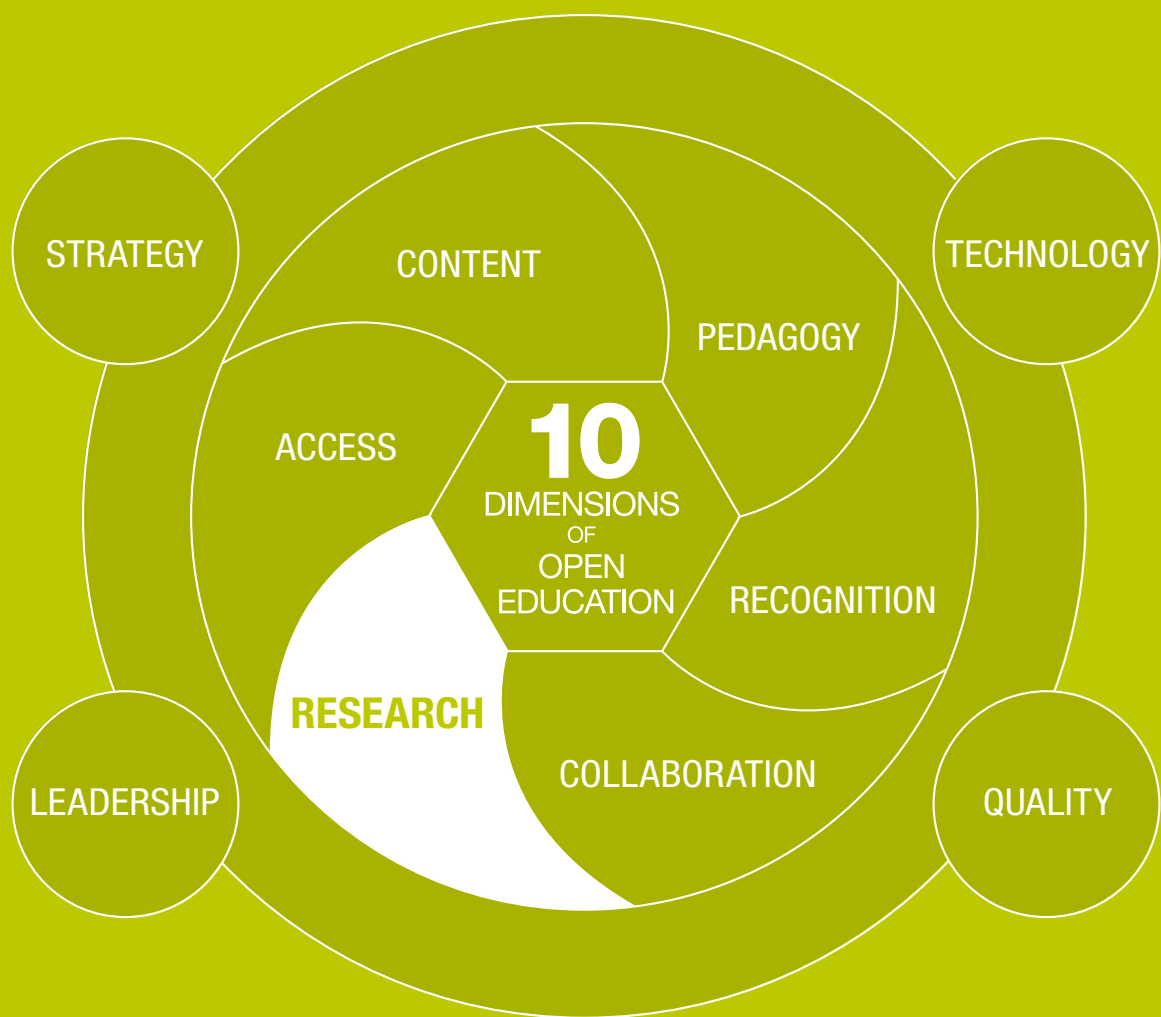 STRATEGY
TECHNOLOGY
CONTENT
PEDAGOGY
ACCESS
10
DIMENSIONS
OF
OPEN
EDUCATION
RECOGNITION
RESEARCH
COLLABORATION
LEADERSHIP
QUALITY